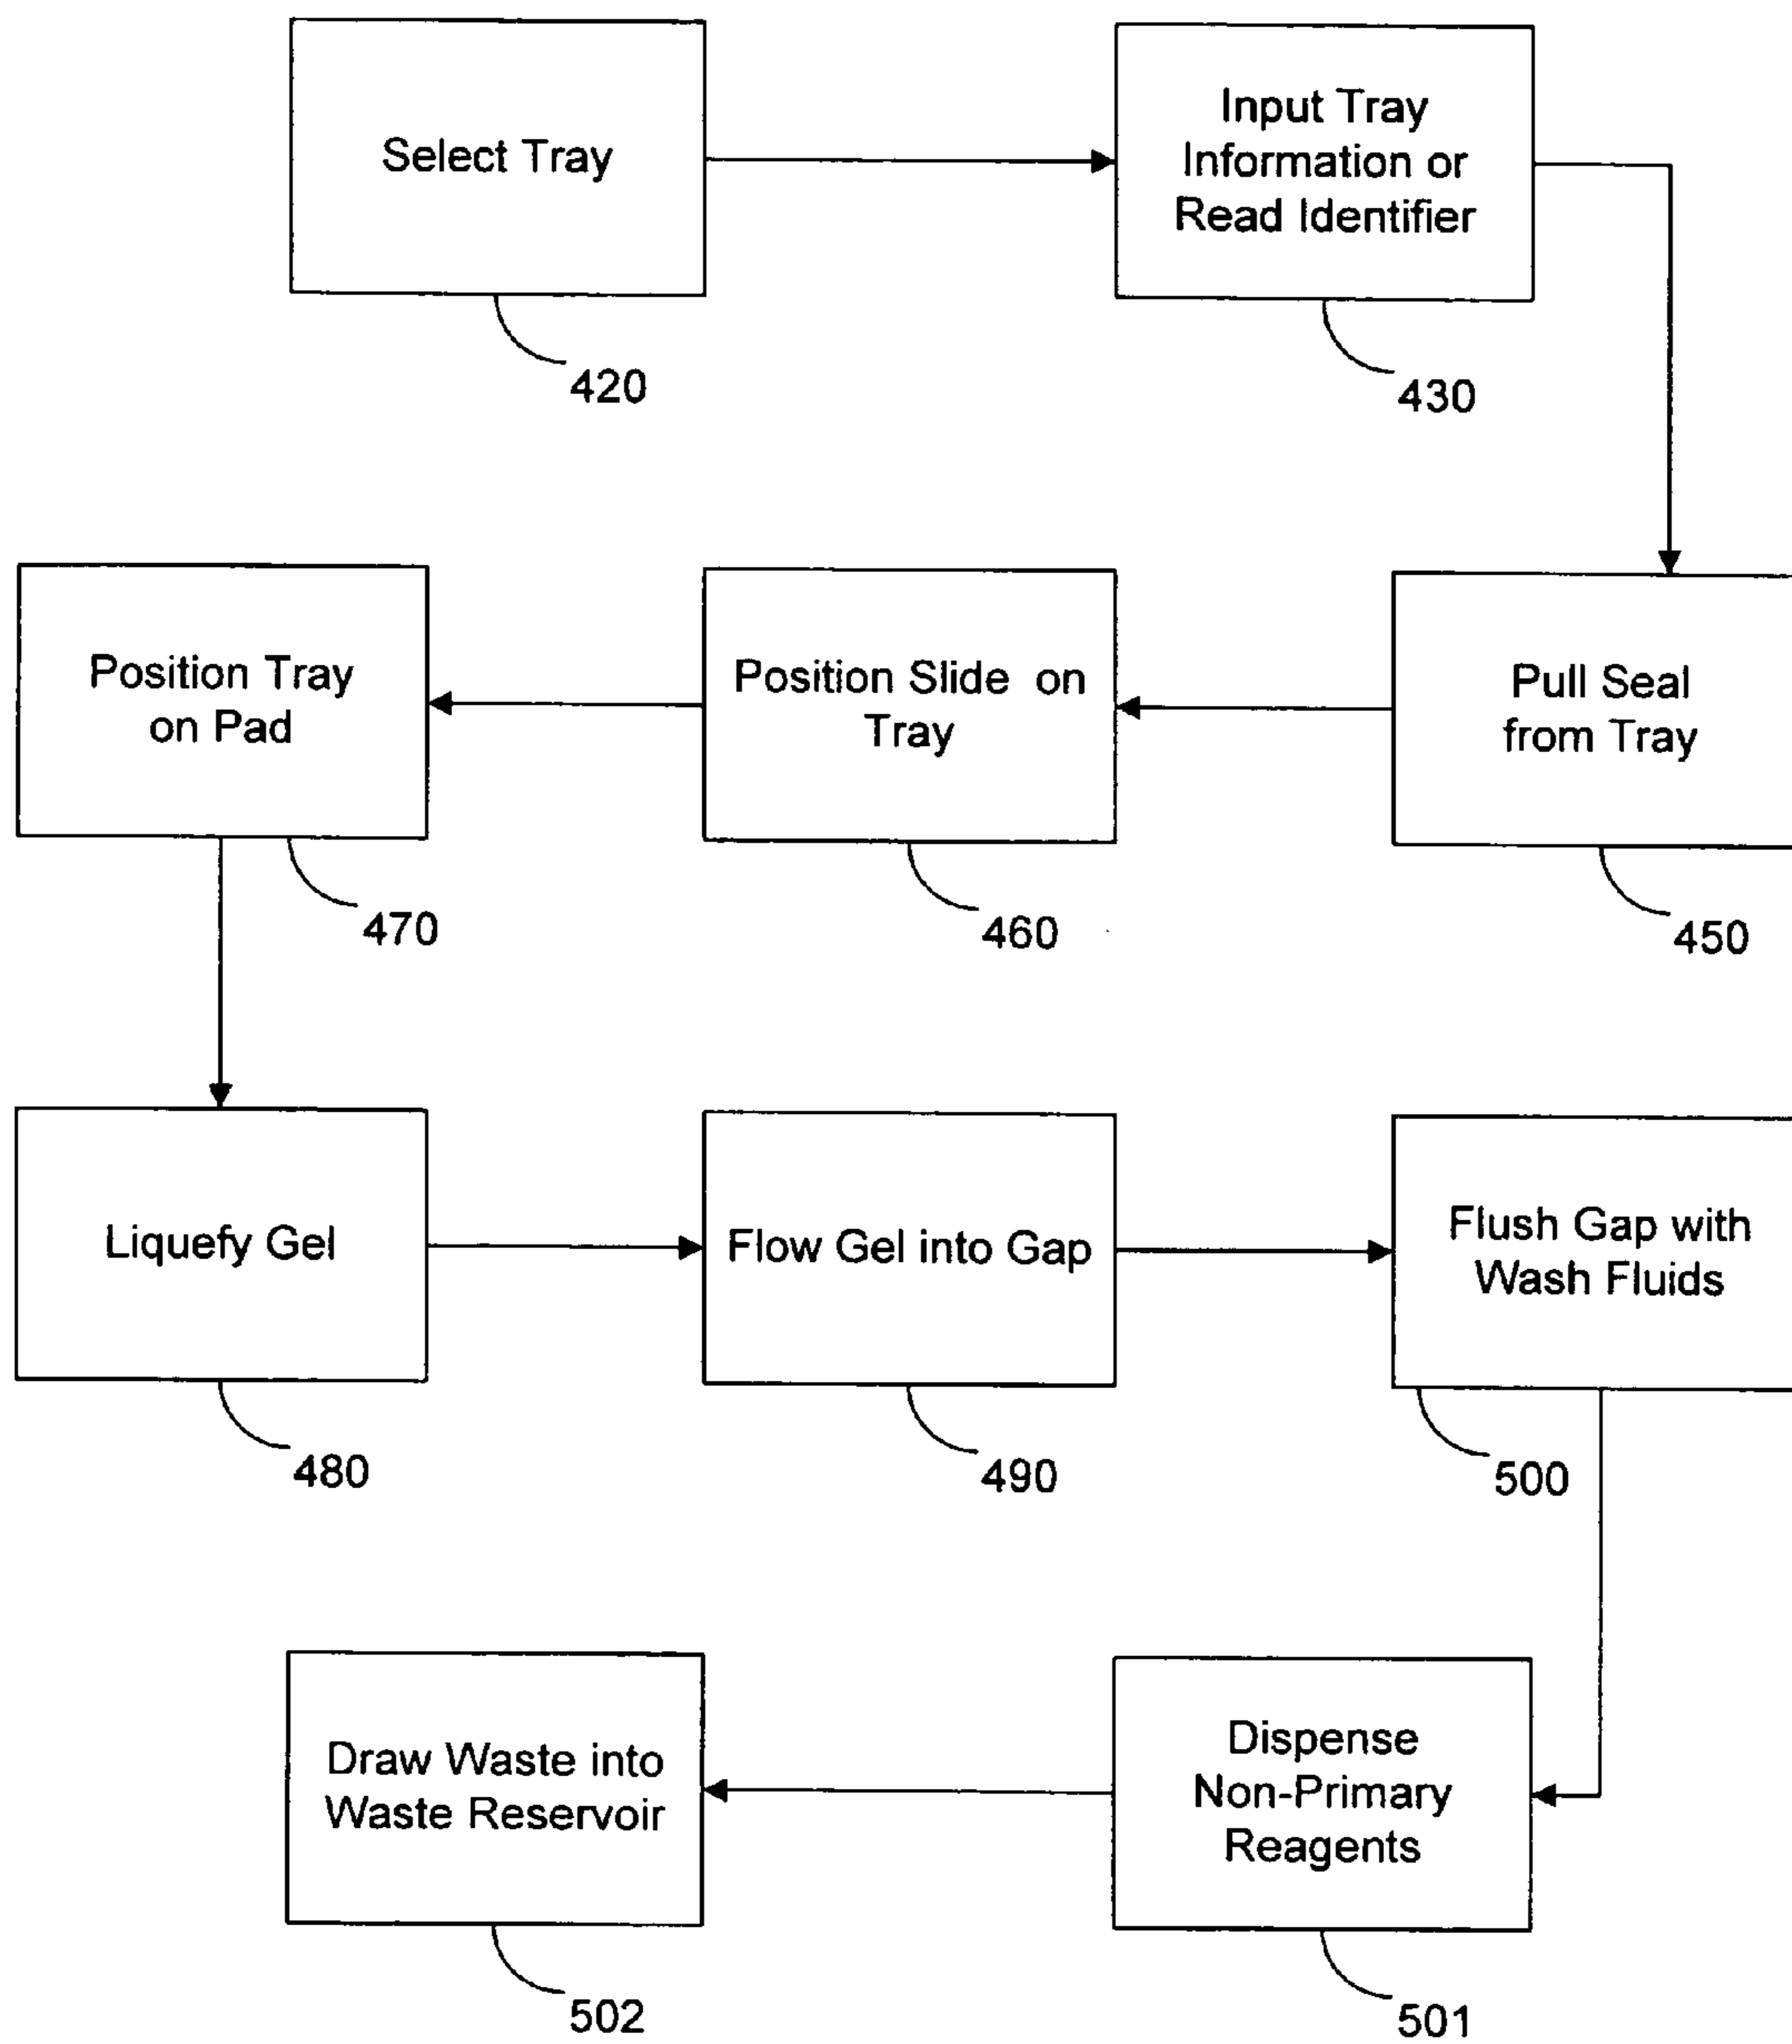 Select Tray
420
Input Tray
Information or
Read Identifier
430
Pull Seal
from Tray
450
Position Slide on
Tray
460
Position Tray
on Pad
470
Liquefy Gel
480
Flow Gel into Gap
490
Flush Gap with
Wash Fluids
500
Dispense
Non-Primary
Reagents
501
Draw Waste into
Waste Reservoir
502